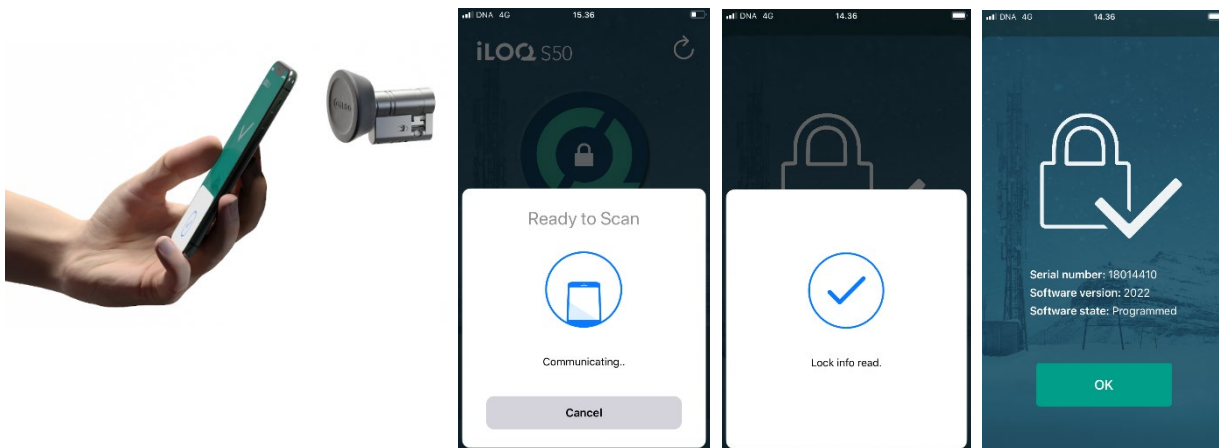 DNA 4G
15.36
iLOQ S50
Ready to Scan
Communicating..
Cancel
DNA 4G
14.36
Lock info read.
DNA 4G
14.36
Serial number: 18014410
Software version: 2022
Software state: Programmed
OK